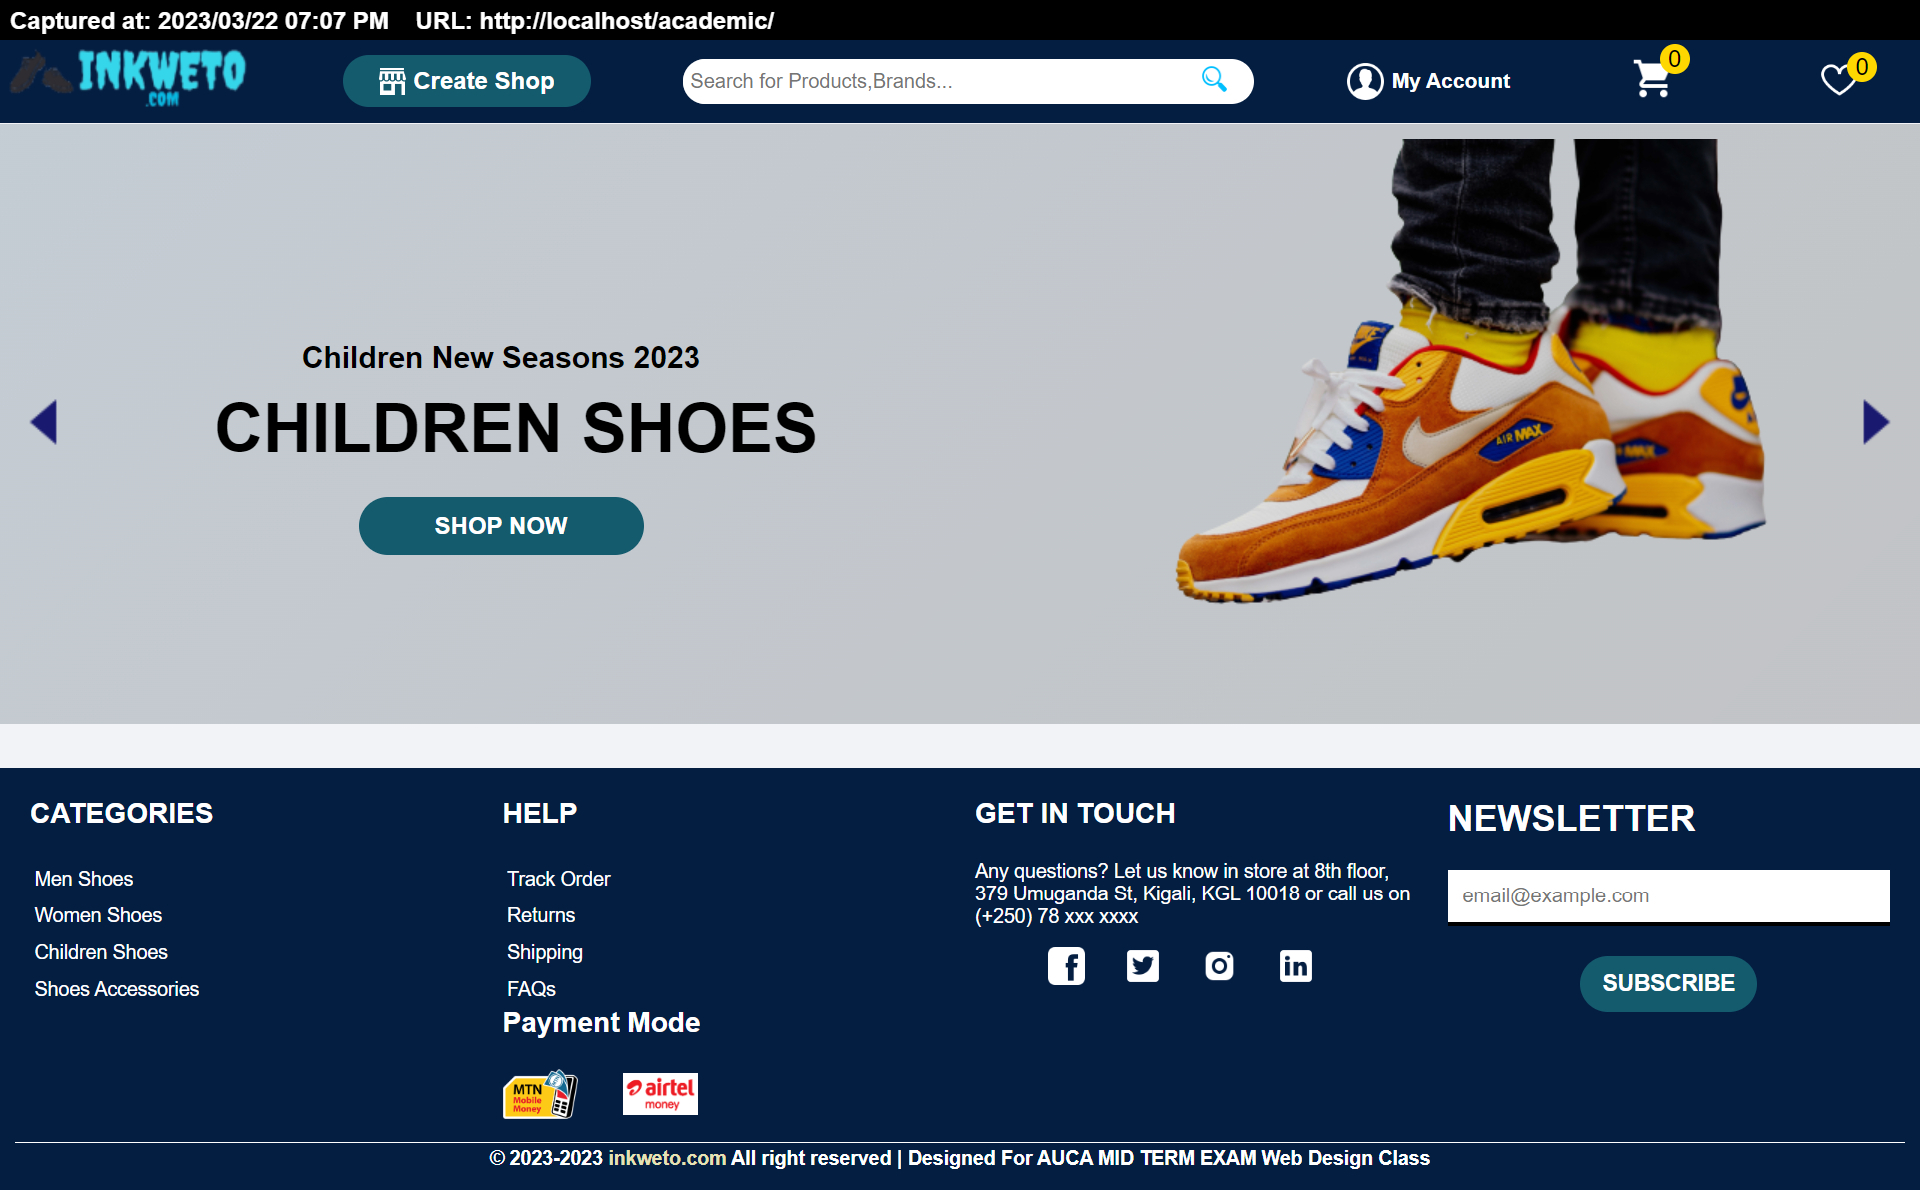 Captured at: 2023/03/22 07:07 PM URL: http://localhost/academic/
INKWETO
.COM
Create Shop
Search for Products,Brands...
My Account
0
0
Children New Seasons 2023
CHILDREN SHOES
SHOP NOW
NIKE
AIR MAX
MAX
CATEGORIES
Men Shoes
Women Shoes
Children Shoes
Shoes Accessories
HELP
Track Order
Returns
Shipping
FAQs
Payment Mode
MTN
Mobile
Money
airtel
money
GET IN TOUCH
Any questions? Let us know in store at 8th floor,
379 Umuganda St, Kigali, KGL 10018 or call us on
(+250) 78 xxx xxxx
f
in
NEWSLETTER
email@example.com
SUBSCRIBE
© 2023-2023 inkweto.com All right reserved | Designed For AUCA MID TERM EXAM Web Design Class